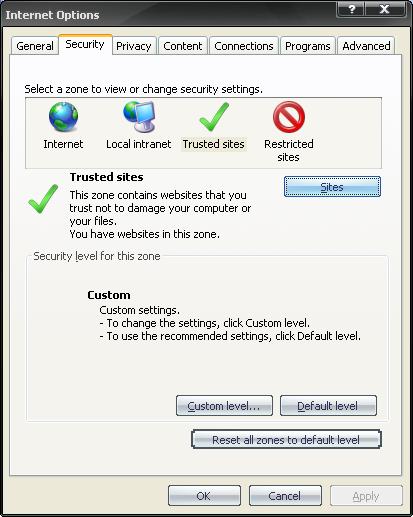 Internet Options
?
General Security Privacy Content Connections Programs Advanced
Select a zone to view or change security settings.
Internet Local intranet Trusted sites Restricted
sites
Trusted sites
Sites
This zone contains websites that you
trust not to damage your computer or
your files.
You have websites in this zone.
Security level for this zone
Custom
Custom settings.
- To change the settings, click Custom level.
- To use the recommended settings, click Default level.
Custom level... Default level
Reset all zones to default level
OK Cancel Apply